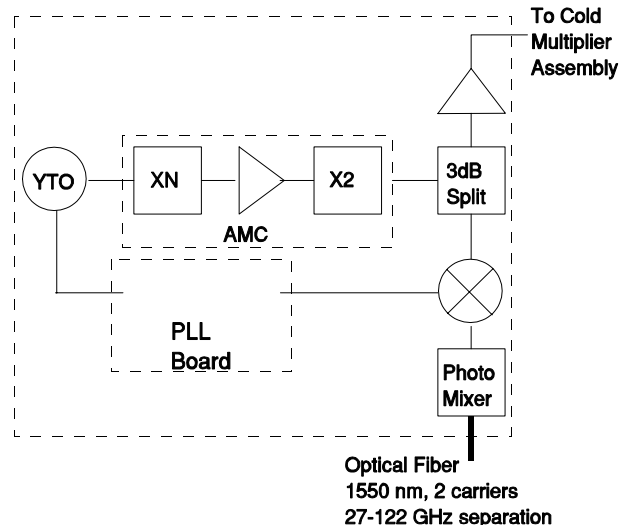 To Cold
Multiplier
Assembly
YTO
XN
X2
3dB
Split
AMC
PLL
Board
Photo
Mixer
Optical Fiber
1550 nm, 2 carriers
27-122 GHz separation